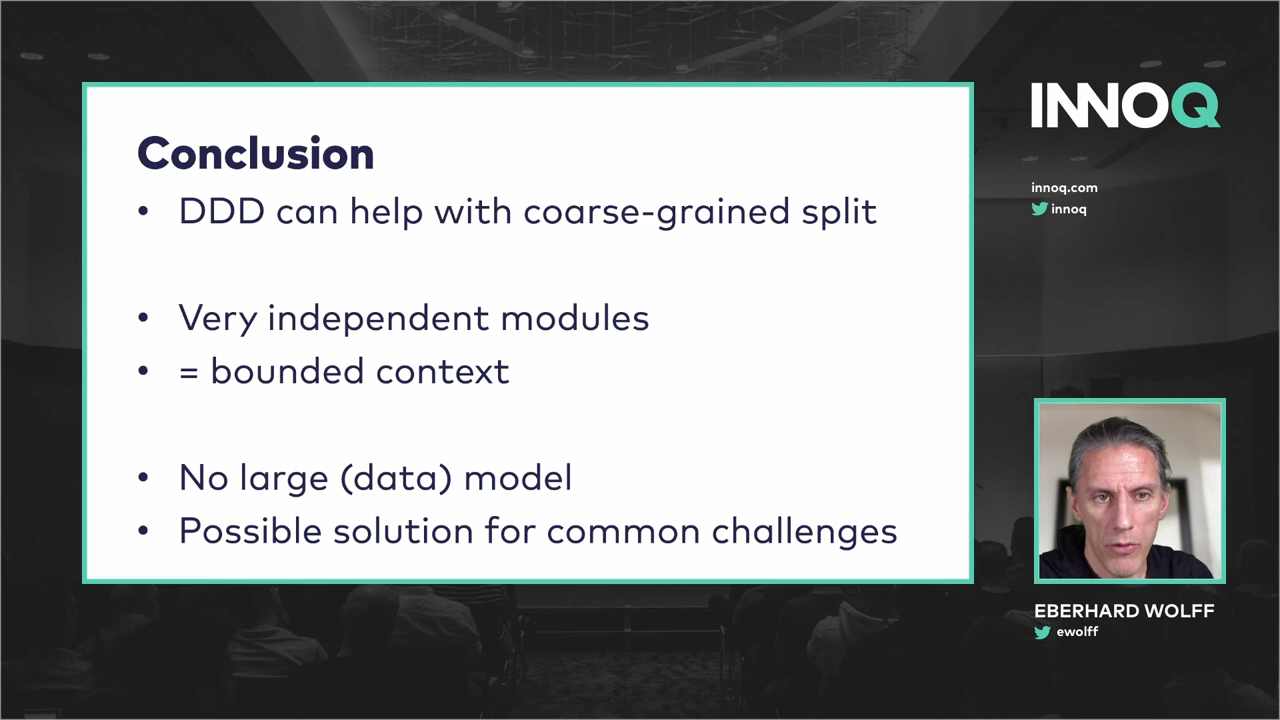 Conclusion
• DDD can help with coarse-grained split
• Very independent modules
• = bounded context
• No large (data) model
• Possible solution for common challenges
INNOQ
innoq.com
innoq
EBERHARD WOLFF
ewolff